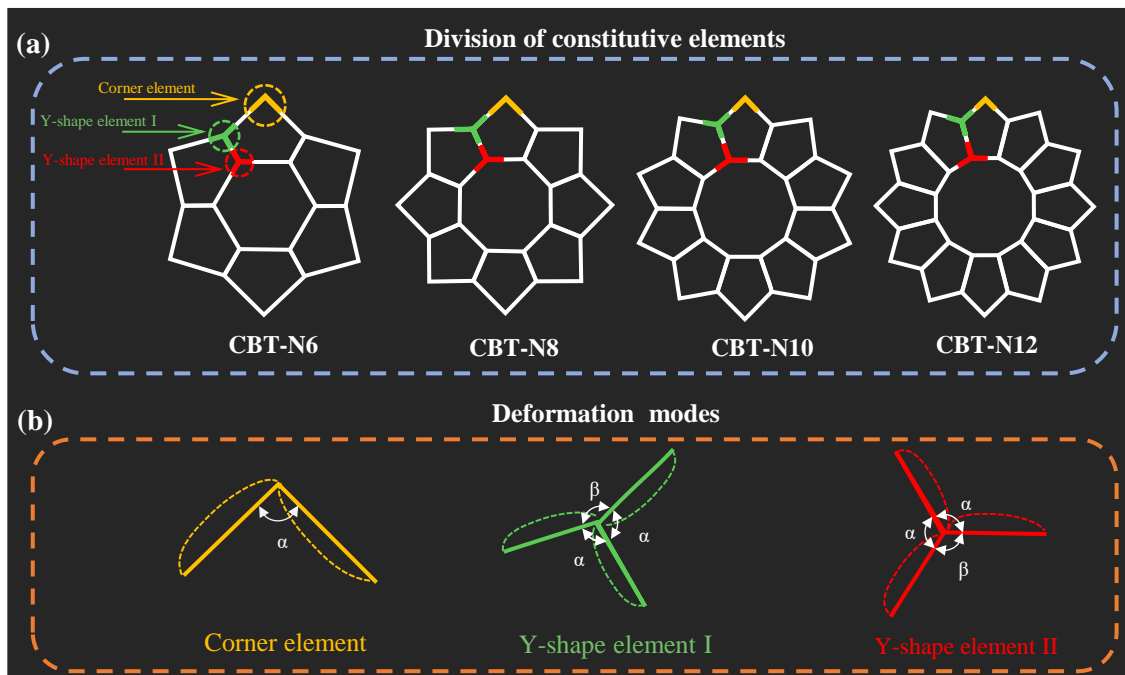 (a)
Division of constitutive elements
Corner element
Y-shape element I
Y-shape element II
CBT-N6
CBT-N8
CBT-N10
CBT-N12
(b)
Deformation modes
α
β
α
α
α
α
β
Corner element
Y-shape element I
Y-shape element II